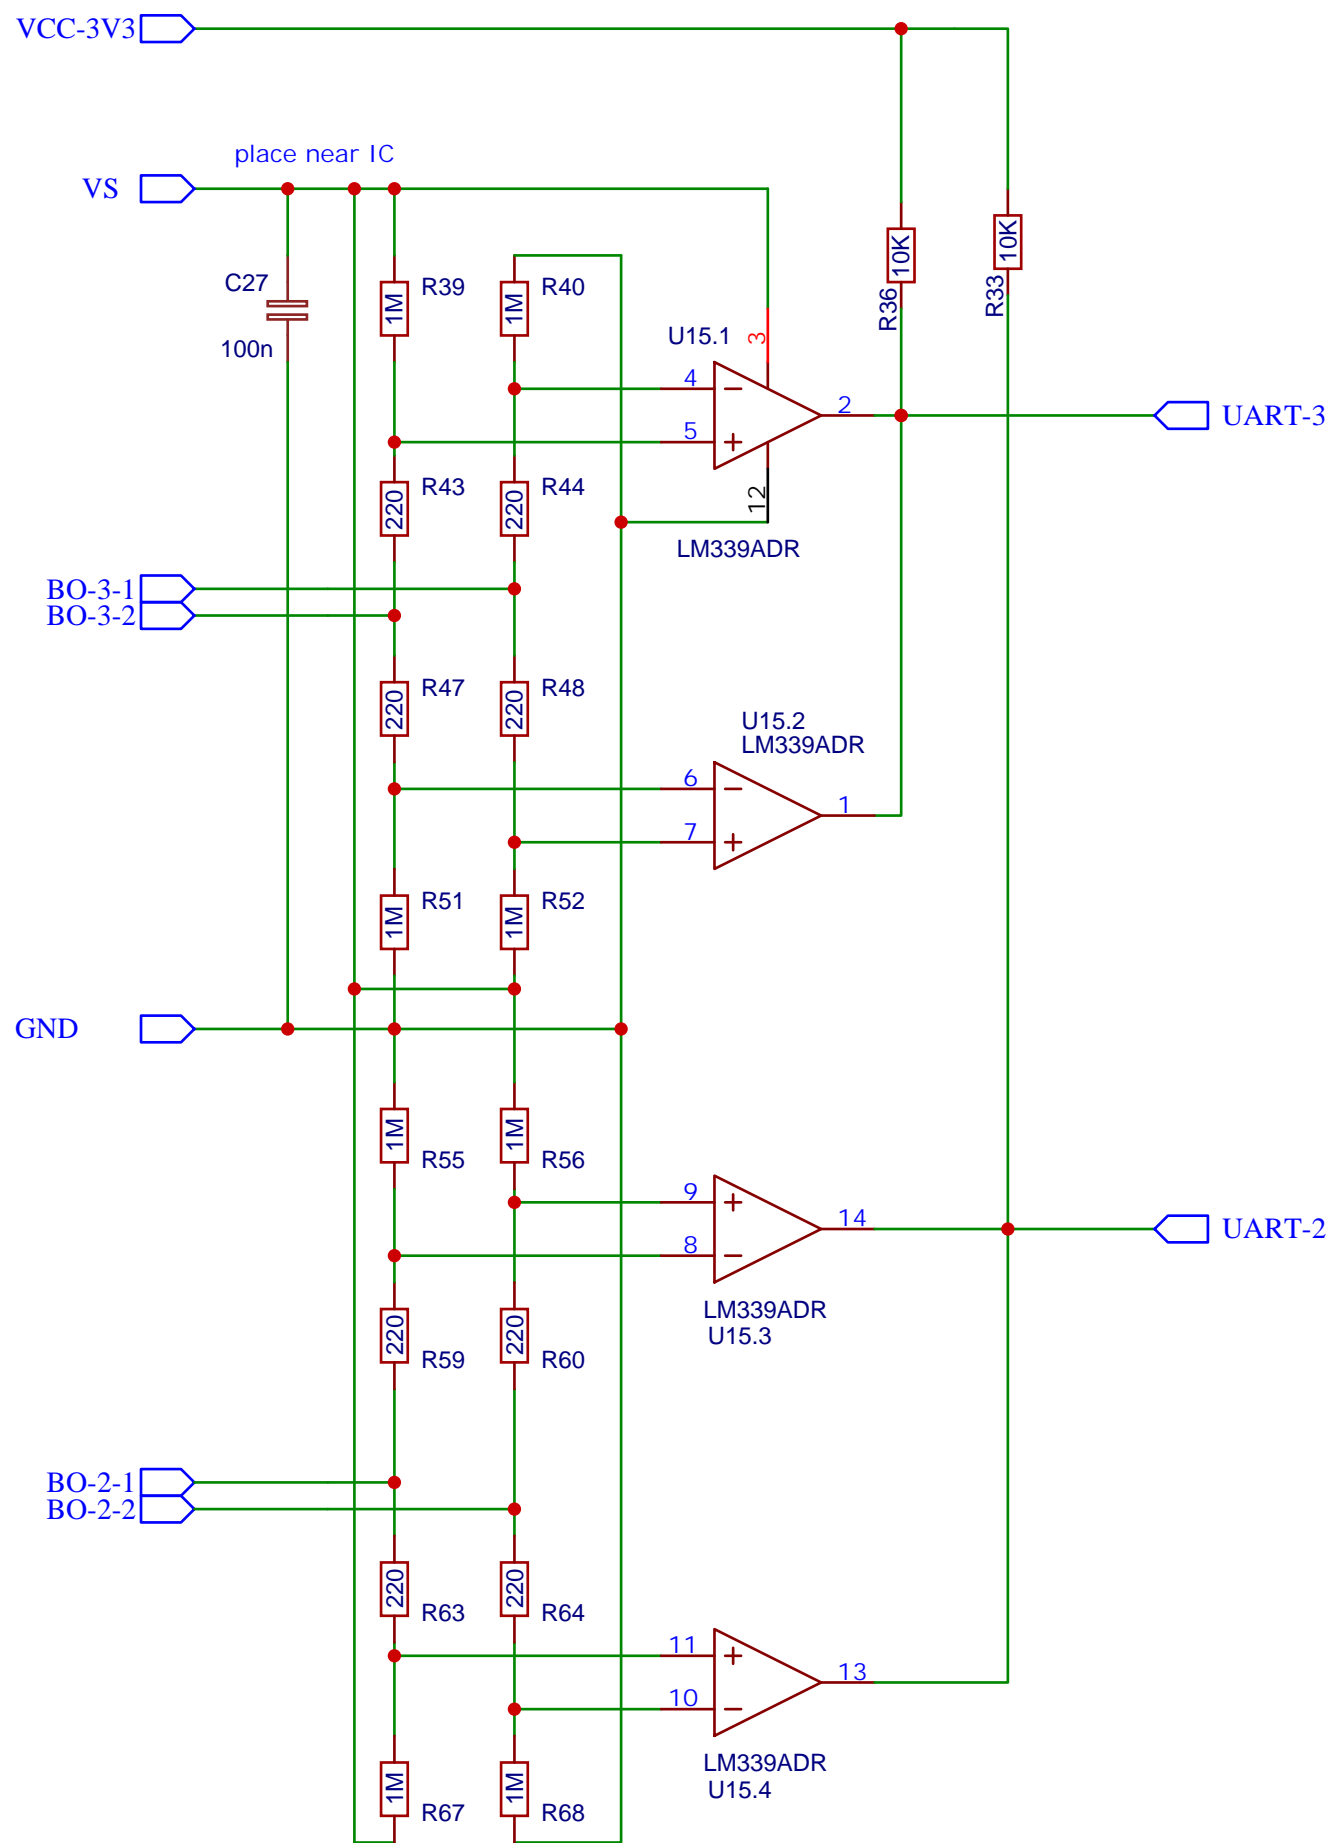 VCC-3V3
place near IC
VS
10K
R36
10K
R33
C27
100n
1M
R39
1M
R40
U15.1
3
4
5
2
12
LM339ADR
UART-3
220
R43
220
R44
BO-3-1
BO-3-2
220
R47
220
R48
U15.2
LM339ADR
6
7
1
1M
R51
1M
R52
GND
1M
R55
1M
R56
9
8
14
UART-2
LM339ADR
U15.3
220
R59
220
R60
BO-2-1
BO-2-2
220
R63
220
R64
11
10
13
LM339ADR
U15.4
1M
R67
1M
R68